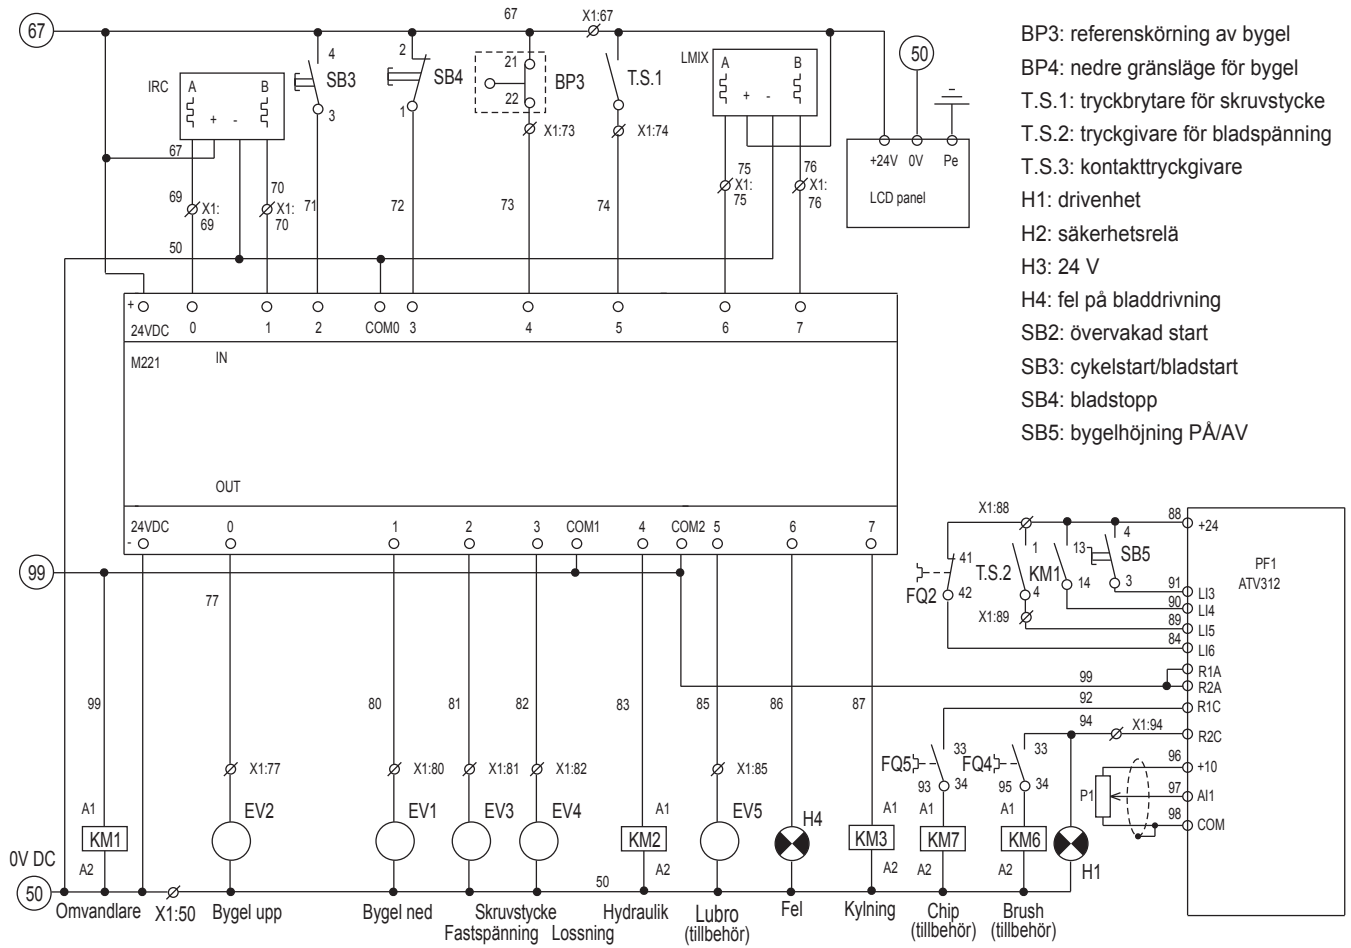 67
67
X1:67
50
BP3: referenskörning av bygel
BP4: nedre gränsläge för bygel
T.S.1: tryckbrytare för skruvstycke
T.S.2: tryckgivare för bladspänning
T.S.3: kontakttryckgivare
H1: drivenhet
H2: säkerhetsrelä
H3: 24 V
H4: fel på bladdrivning
SB2: övervakad start
SB3: cykelstart/bladstart
SB4: bladstopp
SB5: bygelhöjning PÅ/AV
IRC
A B
+ -
4
SB3
3
2
SB4
1
21
22
BP3
T.S.1
LMIX
A B
+ -
+24V 0V Pe
LCD panel
X1:73
X1:74
67
69
X1:
69
70
X1:
70
71
72
73
74
75
X1:
75
76
X1:
76
50
+
24VDC 0 1 2 COM0 3 4 5 6 7
M221
IN
OUT
24VDC 0 1 2 3 COM1 4 COM2 5 6 7
-
99
77
99
80
81
82
83
85
86
87
X1:77
X1:80
X1:81
X1:82
X1:85
A1
KM1
A2
EV2
EV1
EV3
EV4
A1
KM2
A2
EV5
H4
A1
KM3
A2
X1:88
88
+24
41
42
FQ2
1
T.S.2
4
X1:89
13
KM1
14
4
SB5
3
PF1
ATV312
91
LI3
90
LI4
89
LI5
84
LI6
R1A
99
R2A
92
R1C
94
X1:94
R2C
96
+10
97
AI1
98
COM
P1
33
FQ5
93 34
A1
KM7
A2
33
FQ4
95 34
A1
KM6
A2
H1
0V DC
50
50
Omvandlare
X1:50
Bygel upp
Bygel ned
Skruvstycke
Fastspänning Lossning
Hydraulik
Lubro
(tillbehör)
Fel
Kylning
Chip
(tillbehör)
Brush
(tillbehör)